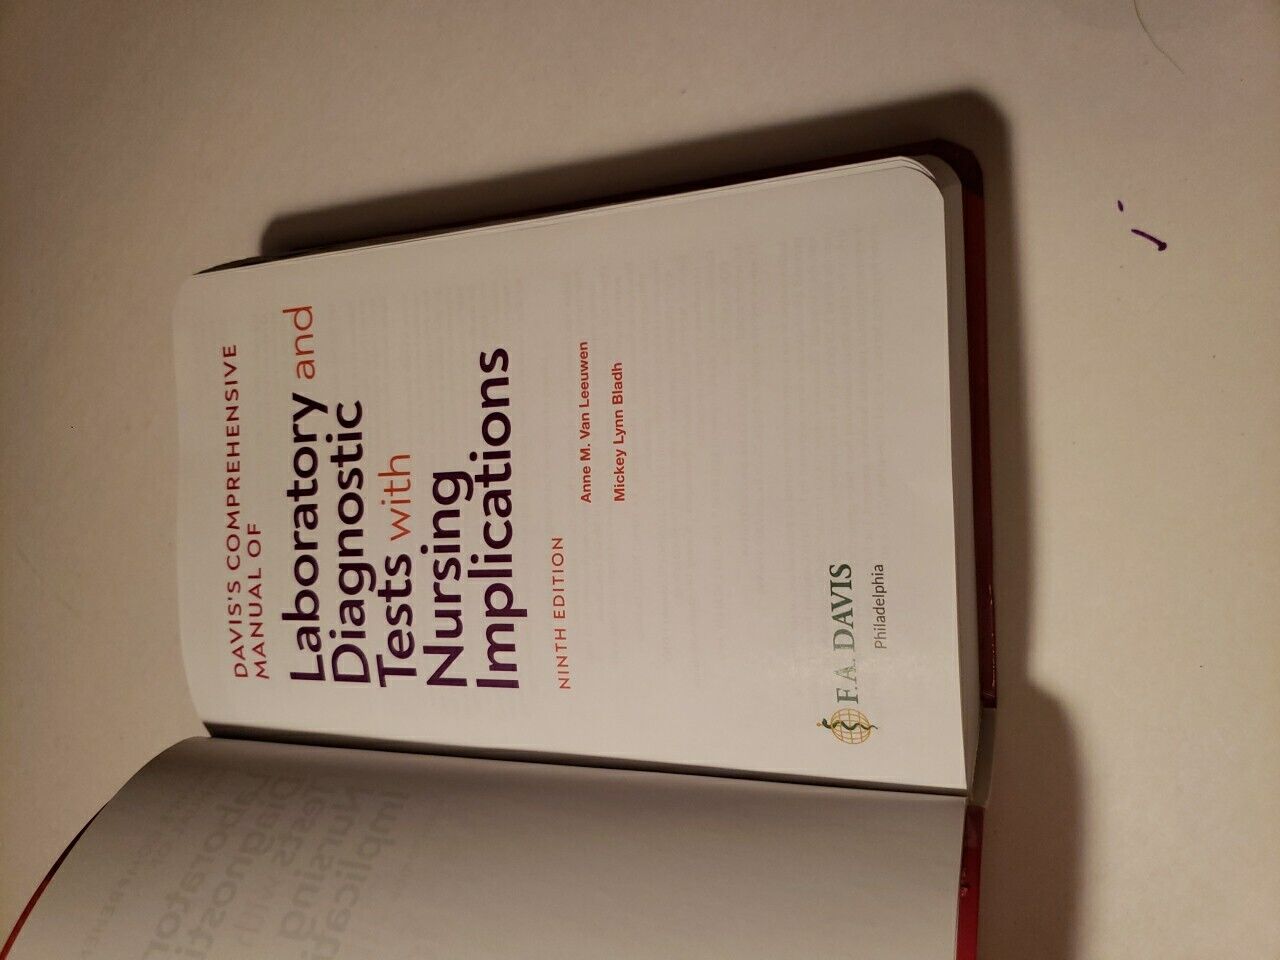 DAVIS'S COMPREHENSIVE
MANUAL OF
Laboratory and
Diagnostic
Tests with
Nursing
Implications
NINTH EDITION
Anne M. Van Leeuwen
Mickey Lynn Bladh
F.A. DAVIS
Philadelphia